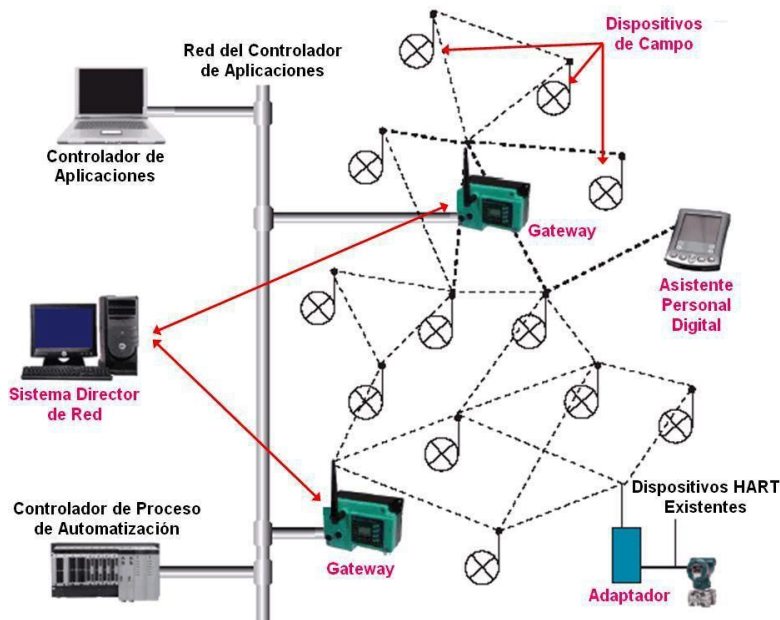 Red del Controlador
de Aplicaciones
Dispositivos
de Campo
Controlador de
Aplicaciones
Gateway
Asistente
Personal
Digital
Sistema Director
de Red
Controlador de Proceso
de Automatización
Gateway
Dispositivos HART
Existentes
Adaptador